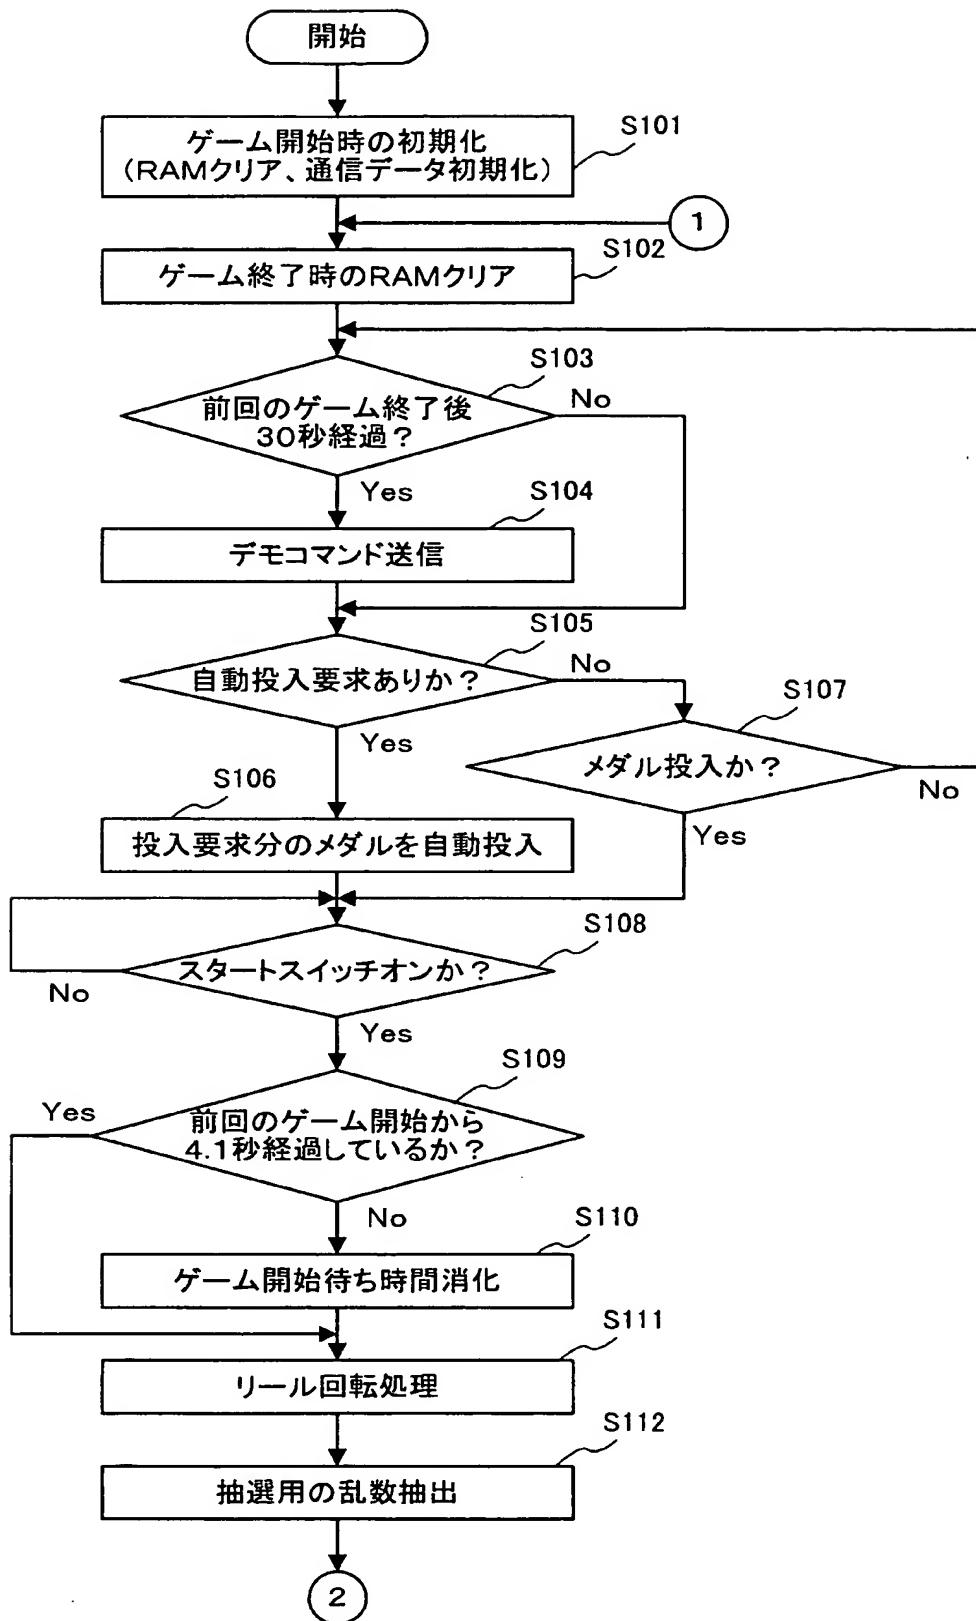 開始
S101
ゲーム開始時の初期化
(RAMクリア、通信データ初期化)
1
S102
ゲーム終了時のRAMクリア
S103
前回のゲーム終了後
30秒経過?
No
Yes
S104
デモコマンド送信
S105
自動投入要求ありか?
No
Yes
S107
メダル投入か?
No
Yes
S106
投入要求分のメダルを自動投入
S108
スタートスイッチオンか?
No
Yes
S109
前回のゲーム開始から
4.1秒経過しているか?
Yes
No
S110
ゲーム開始待ち時間消化
S111
リール回転処理
S112
抽選用の乱数抽出
2